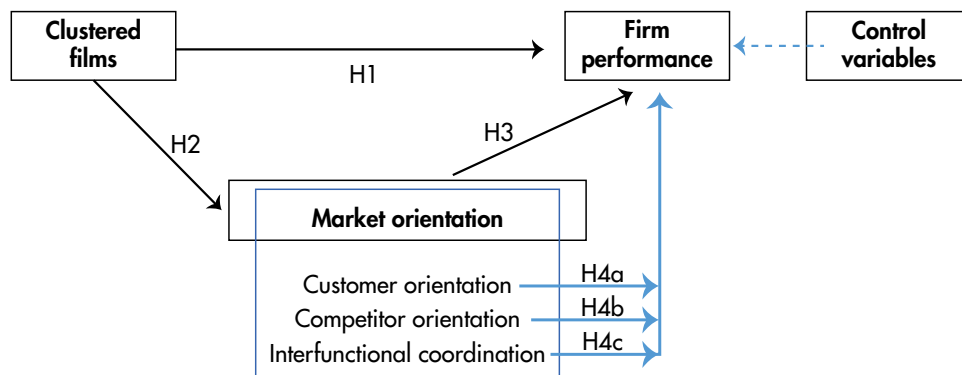 Clustered
films
Firm
performance
Control
variables
H1
H2
H3
Market orientation
Customer orientation
H4a
Competitor orientation
H4b
Interfunctional coordination
H4c